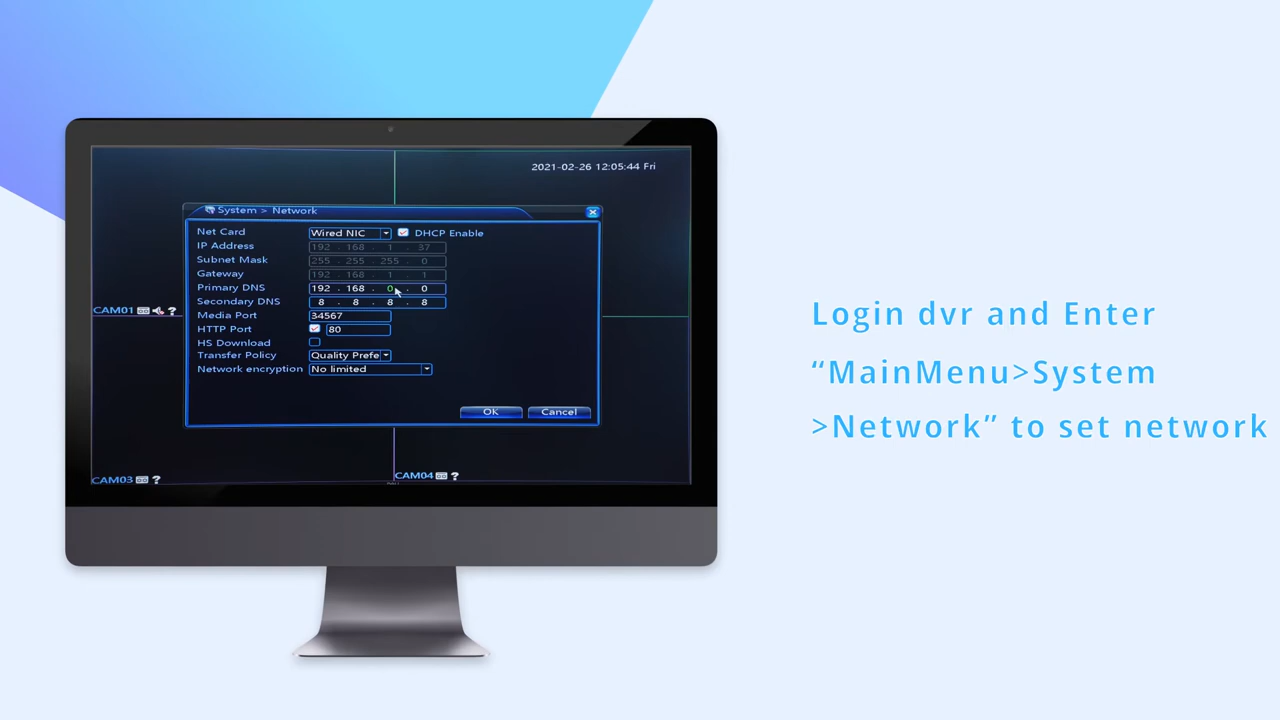 2021-02-26 12:05:44 Fri
System > Network
Net Card Wired NIC DHCP Enable
IP Address 192 . 168 . 1 . 37
Subnet Mask 255 . 255 . 255 . 0
Gateway 192 . 168 . 1 . 1
Primary DNS 192 . 168 . 0 . 0
Secondary DNS 8 . 8 . 8 . 8
Media Port 34567
HTTP Port 80
HS Download
Transfer Policy Quality Prefe
Network encryption No limited
OK Cancel
CAM01 ?
CAM03 ?
CAM04 ?
Login dvr and Enter
“MainMenu>System
>Network” to set network